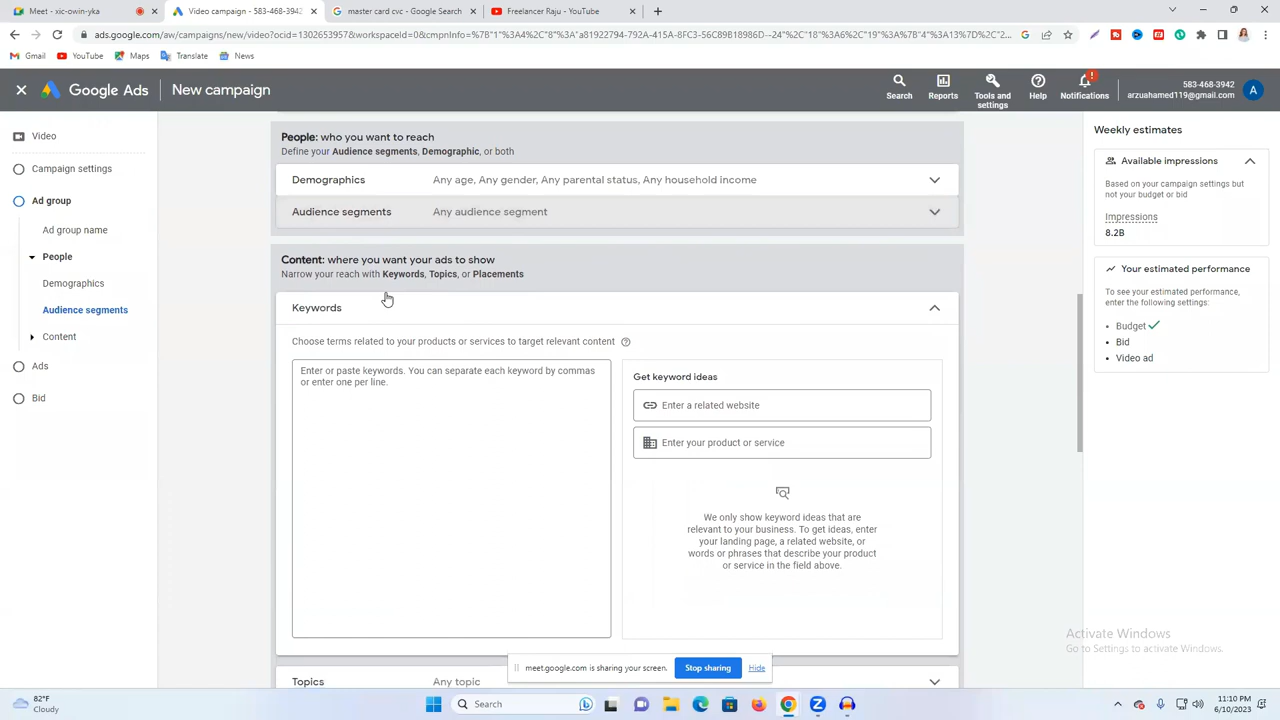 Meet - xic-owin-yka
Video campaign - 583-468-3942
master card cvc - Google Search
Freelancer Raju - YouTube
ads.google.com/aw/campaigns/new/video?ocid=1302653957&workspaceId=0&cmpnInfo=%7B"1"%3A4%2C"8"%3A'a81922794-792A-415A-8FC3-56C89B18986D--24"%2C"18"%3A6%2C"19"%3A%7B"4"%3A13%7D%2C"2...
Gmail
YouTube
Maps
Translate
News
Google Ads
New campaign
Search
Reports
Tools and settings
Help
Notifications
583-468-3942
arzuahamed119@gmail.com
A
Video
Campaign settings
Ad group
Ad group name
People
Demographics
Audience segments
Content
Ads
Bid
People: who you want to reach
Define your Audience segments, Demographic, or both
Demographics
Any age, Any gender, Any parental status, Any household income
Audience segments
Any audience segment
Content: where you want your ads to show
Narrow your reach with Keywords, Topics, or Placements
Keywords
Choose terms related to your products or services to target relevant content
Enter or paste keywords. You can separate each keyword by commas
or enter one per line.
Get keyword ideas
Enter a related website
Enter your product or service
We only show keyword ideas that are
relevant to your business. To get ideas, enter
your landing page, a related website, or
words or phrases that describe your product
or service in the field above.
Topics
Any topic
Weekly estimates
Available impressions
Based on your campaign settings but
not your budget or bid
Impressions
8.2B
Your estimated performance
To see your estimated performance,
enter the following settings:
Budget
Bid
Video ad
Activate Windows
Go to Settings to activate Windows.
meet.google.com is sharing your screen.
Stop sharing
Hide
82°F
Cloudy
Search
11:10 PM
6/10/2023